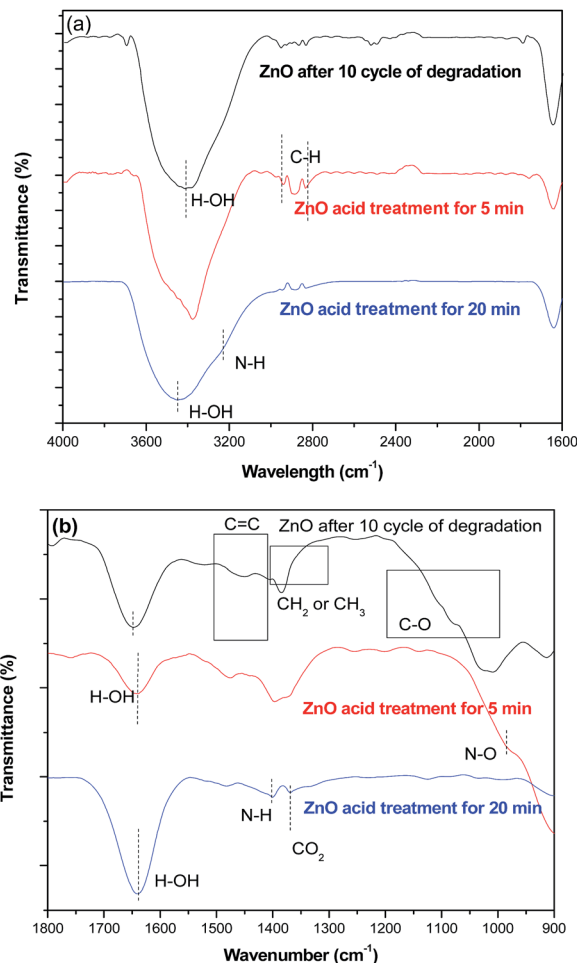 (a)
ZnO after 10 cycle of degradation
C-H
H-OH
ZnO acid treatment for 5 min
ZnO acid treatment for 20 min
N-H
H-OH
Transmittance (%)
4000 3600 3200 2800 2400 2000 1600
Wavelength (cm⁻¹)
(b)
C=C
ZnO after 10 cycle of degradation
CH₂ or CH₃
C-O
H-OH
ZnO acid treatment for 5 min
N-O
ZnO acid treatment for 20 min
N-H
CO₂
H-OH
Transmittance (%)
1800 1700 1600 1500 1400 1300 1200 1100 1000 900
Wavenumber (cm⁻¹)